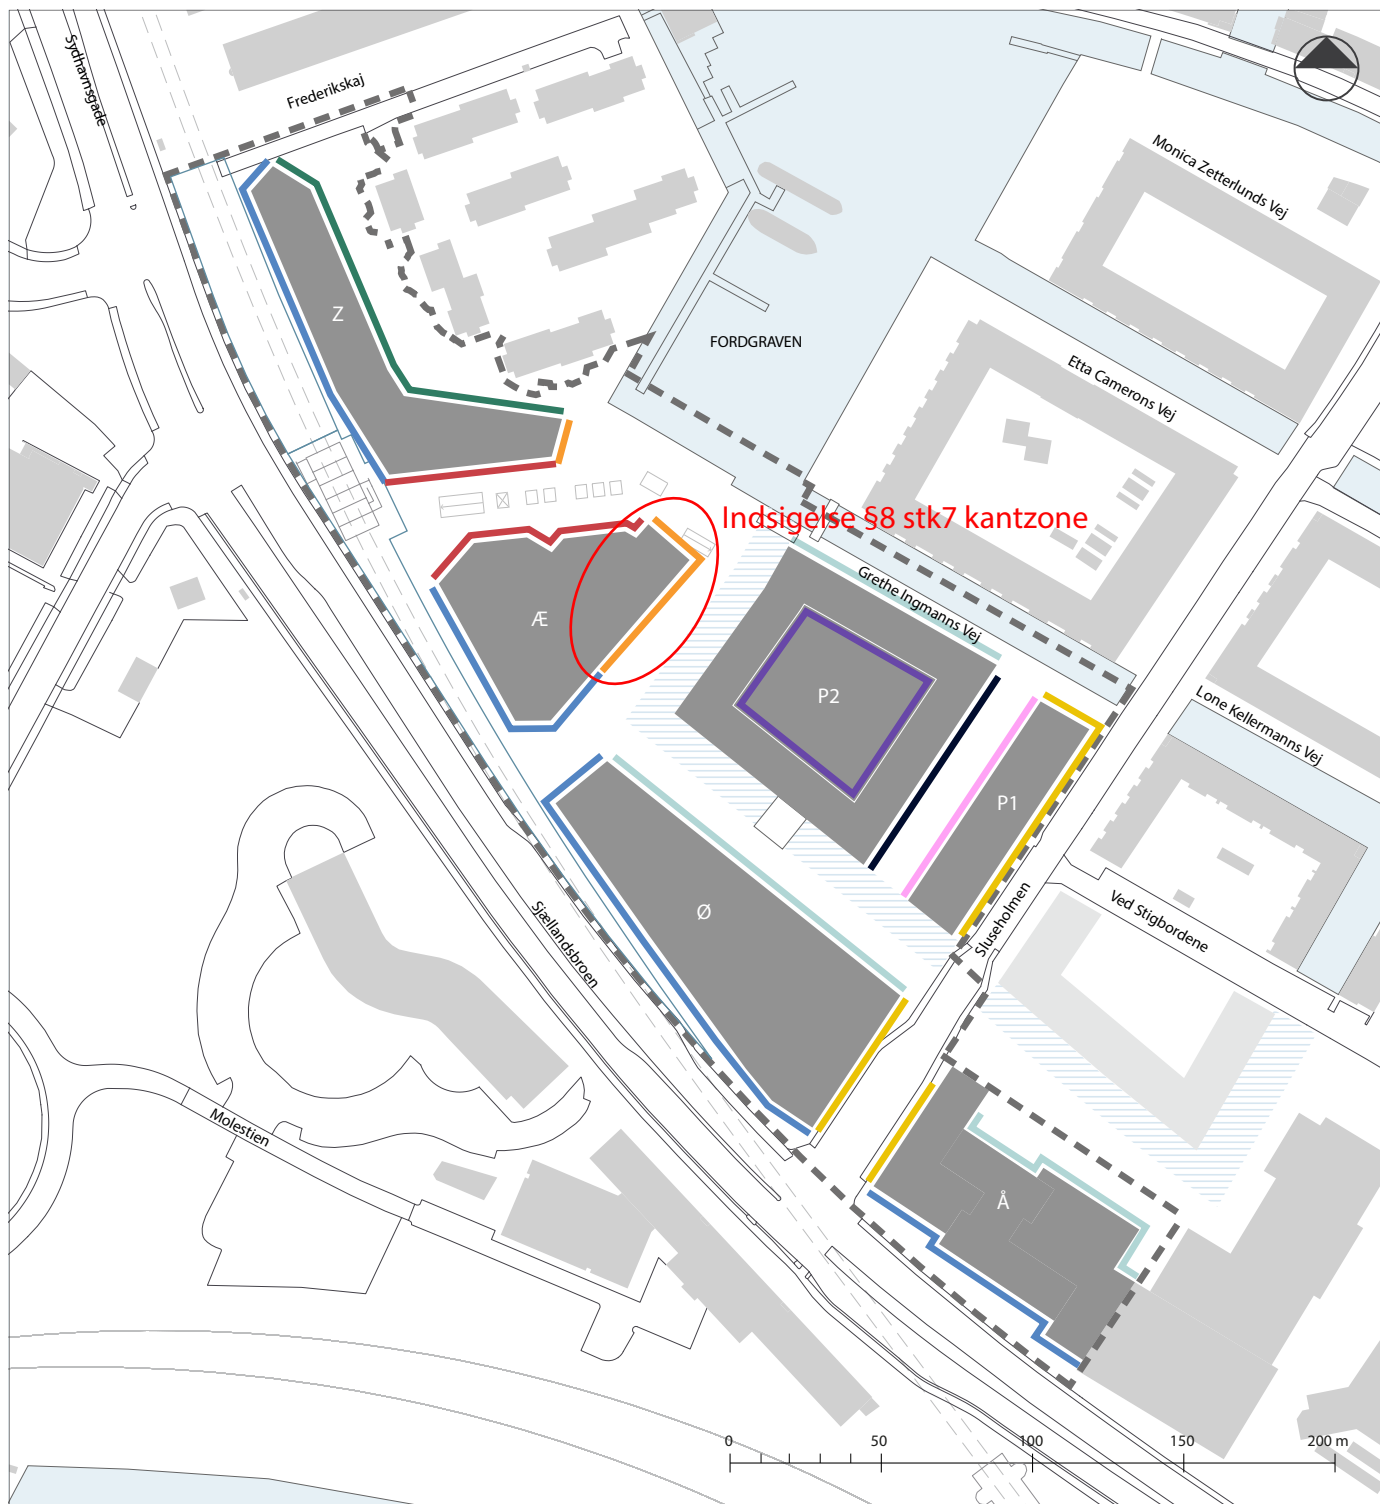 Sydhavnsgade
Frederikskaj
Monica Zetterlunds Vej
Z
FORDGRAVEN
Etta Camerons Vej
Indsigelse §8 stk7 kantzone
Grethe Ingmanns Vej
Æ
P2
Lone Kellermanns Vej
P1
Ø
Sluseholmen
Ved Stigbordene
Sjællandsbroen
Molestien
Å
0 50 100 150 200 m